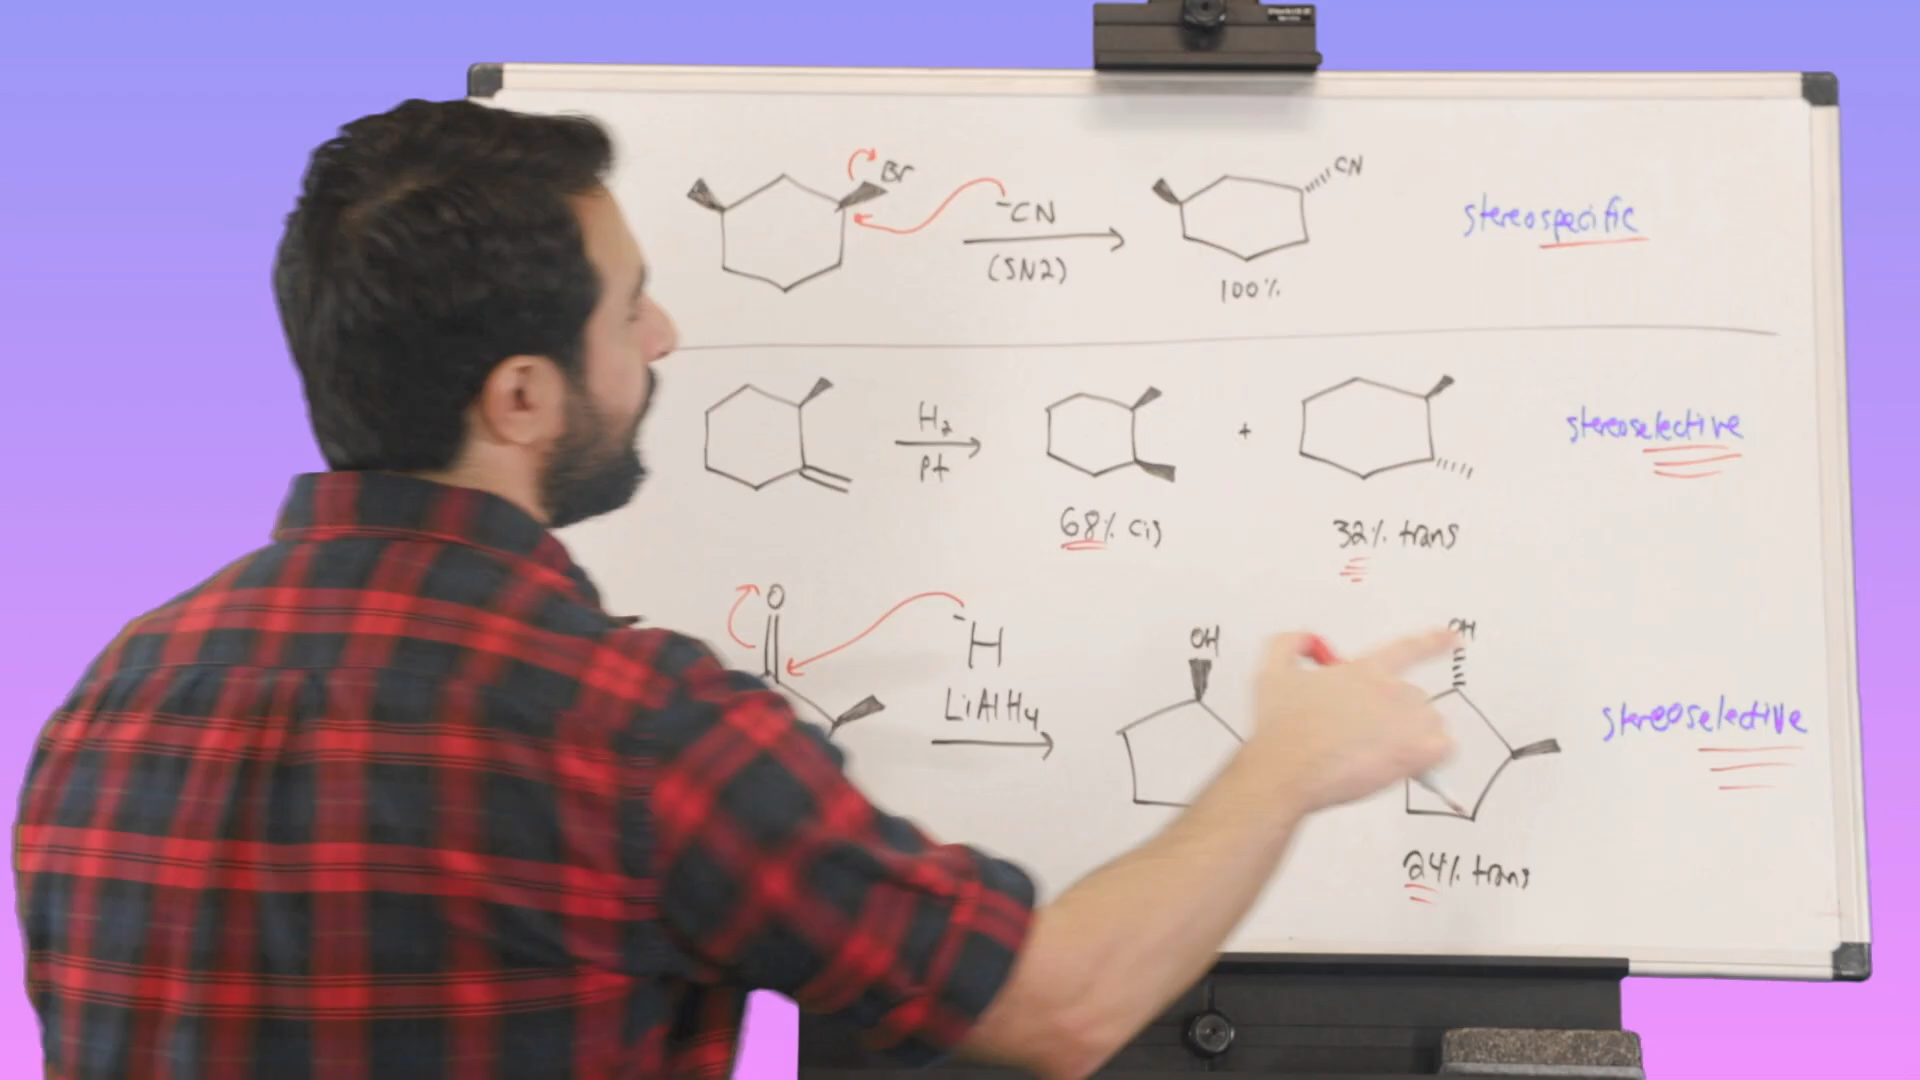 Br
-CN
(SN2)
CN
100%
stereospecific
H2
Pt
+
68% cis
32% trans
stereoselective
O
-H
LiAlH4
OH
OH
24% trans
stereoselective